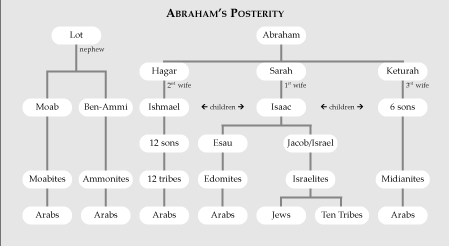 ABRAHAM'S POSTERITY
Lot
Abraham
nephew
Hagar
Sarah
Keturah
2nd wife
1st wife
3rd wife
Moab
Ben-Ammi
Ishmael
children
Isaac
children
6 sons
12 sons
Esau
Jacob/Israel
Moabites
Ammonites
12 tribes
Edomites
Israelites
Midianites
Arabs
Arabs
Arabs
Arabs
Jews
Ten Tribes
Arabs